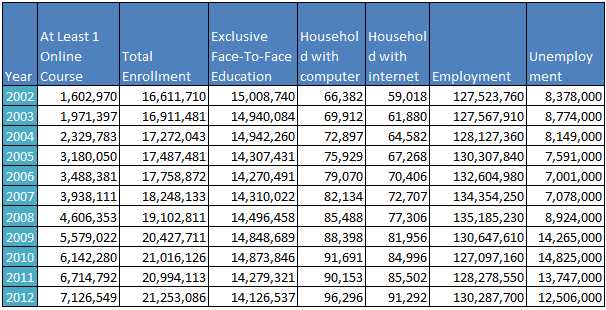 Year
At Least 1
Online
Course
Total
Enrollment
Exclusive
Face-To-Face
Education
Househol
d with
computer
Househol
d with
internet
Employment
Unemploy
ment
2002 1,602,970 16,611,710 15,008,740 66,382 59,018 127,523,760 8,378,000
2003 1,971,397 16,911,481 14,940,084 69,912 61,880 127,567,910 8,774,000
2004 2,329,783 17,272,043 14,942,260 72,897 64,582 128,127,360 8,149,000
2005 3,180,050 17,487,481 14,307,431 75,929 67,268 130,307,840 7,591,000
2006 3,488,381 17,758,872 14,270,491 79,070 70,406 132,604,980 7,001,000
2007 3,938,111 18,248,133 14,310,022 82,134 72,707 134,354,250 7,078,000
2008 4,606,353 19,102,811 14,496,458 85,488 77,306 135,185,230 8,924,000
2009 5,579,022 20,427,711 14,848,689 88,398 81,956 130,647,610 14,265,000
2010 6,142,280 21,016,126 14,873,846 91,691 84,996 127,097,160 14,825,000
2011 6,714,792 20,994,113 14,279,321 90,153 85,502 128,278,550 13,747,000
2012 7,126,549 21,253,086 14,126,537 96,296 91,292 130,287,700 12,506,000